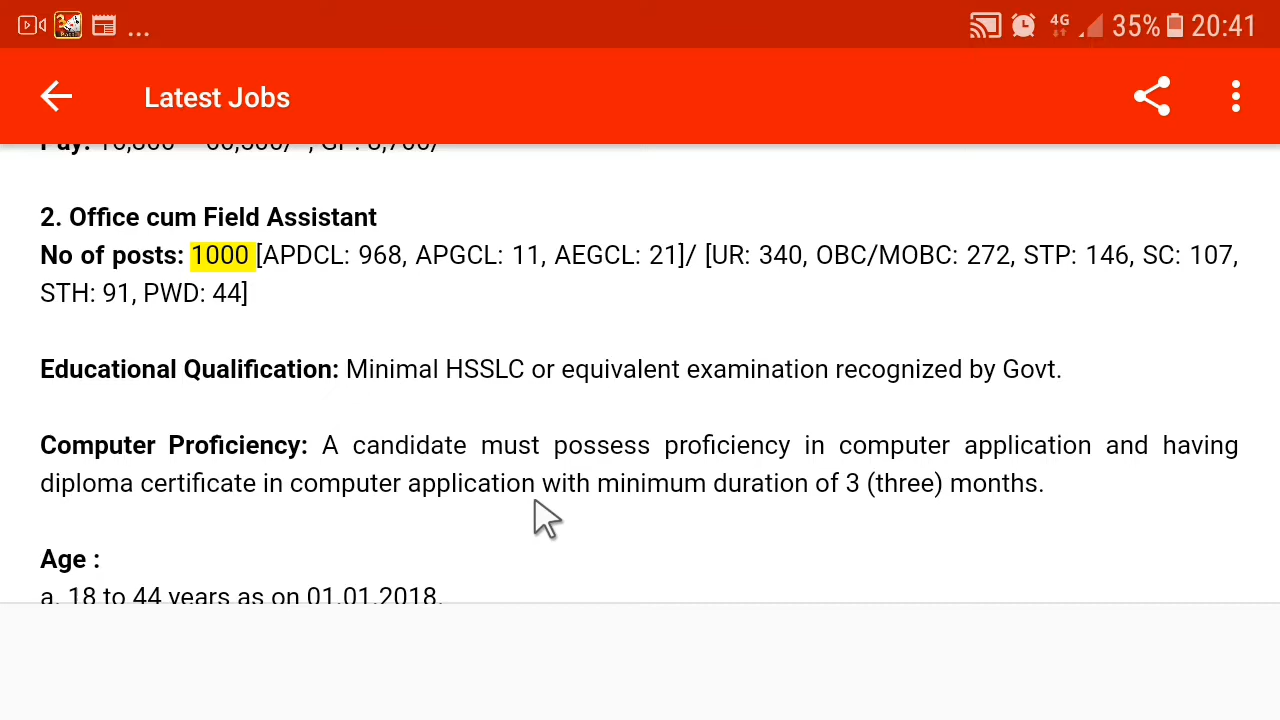 ... 4G 35% 20:41
Latest Jobs
Pay:
2. Office cum Field Assistant
No of posts: 1000 [APDCL: 968, APGCL: 11, AEGCL: 21]/ [UR: 340, OBC/MOBC: 272, STP: 146, SC: 107,
STH: 91, PWD: 44]
Educational Qualification: Minimal HSSLC or equivalent examination recognized by Govt.
Computer Proficiency: A candidate must possess proficiency in computer application and having
diploma certificate in computer application with minimum duration of 3 (three) months.
Age :
a. 18 to 44 years as on 01.01.2018.